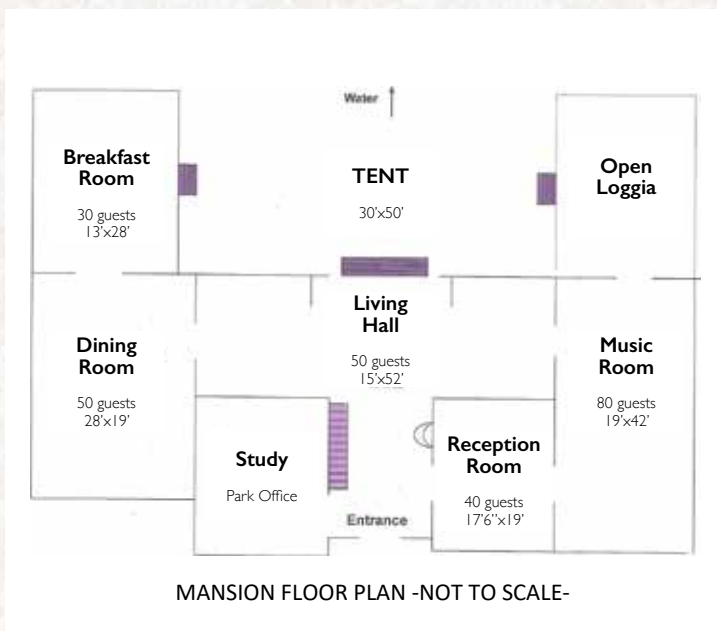 Water
Breakfast
Room
30 guests
13'x28'
TENT
30'x50'
Open
Loggia
Living
Hall
50 guests
15'x52'
Dining
Room
50 guests
28'x19'
Music
Room
80 guests
19'x42'
Study
Park Office
Reception
Room
40 guests
17'6"x19'
Entrance
MANSION FLOOR PLAN -NOT TO SCALE-